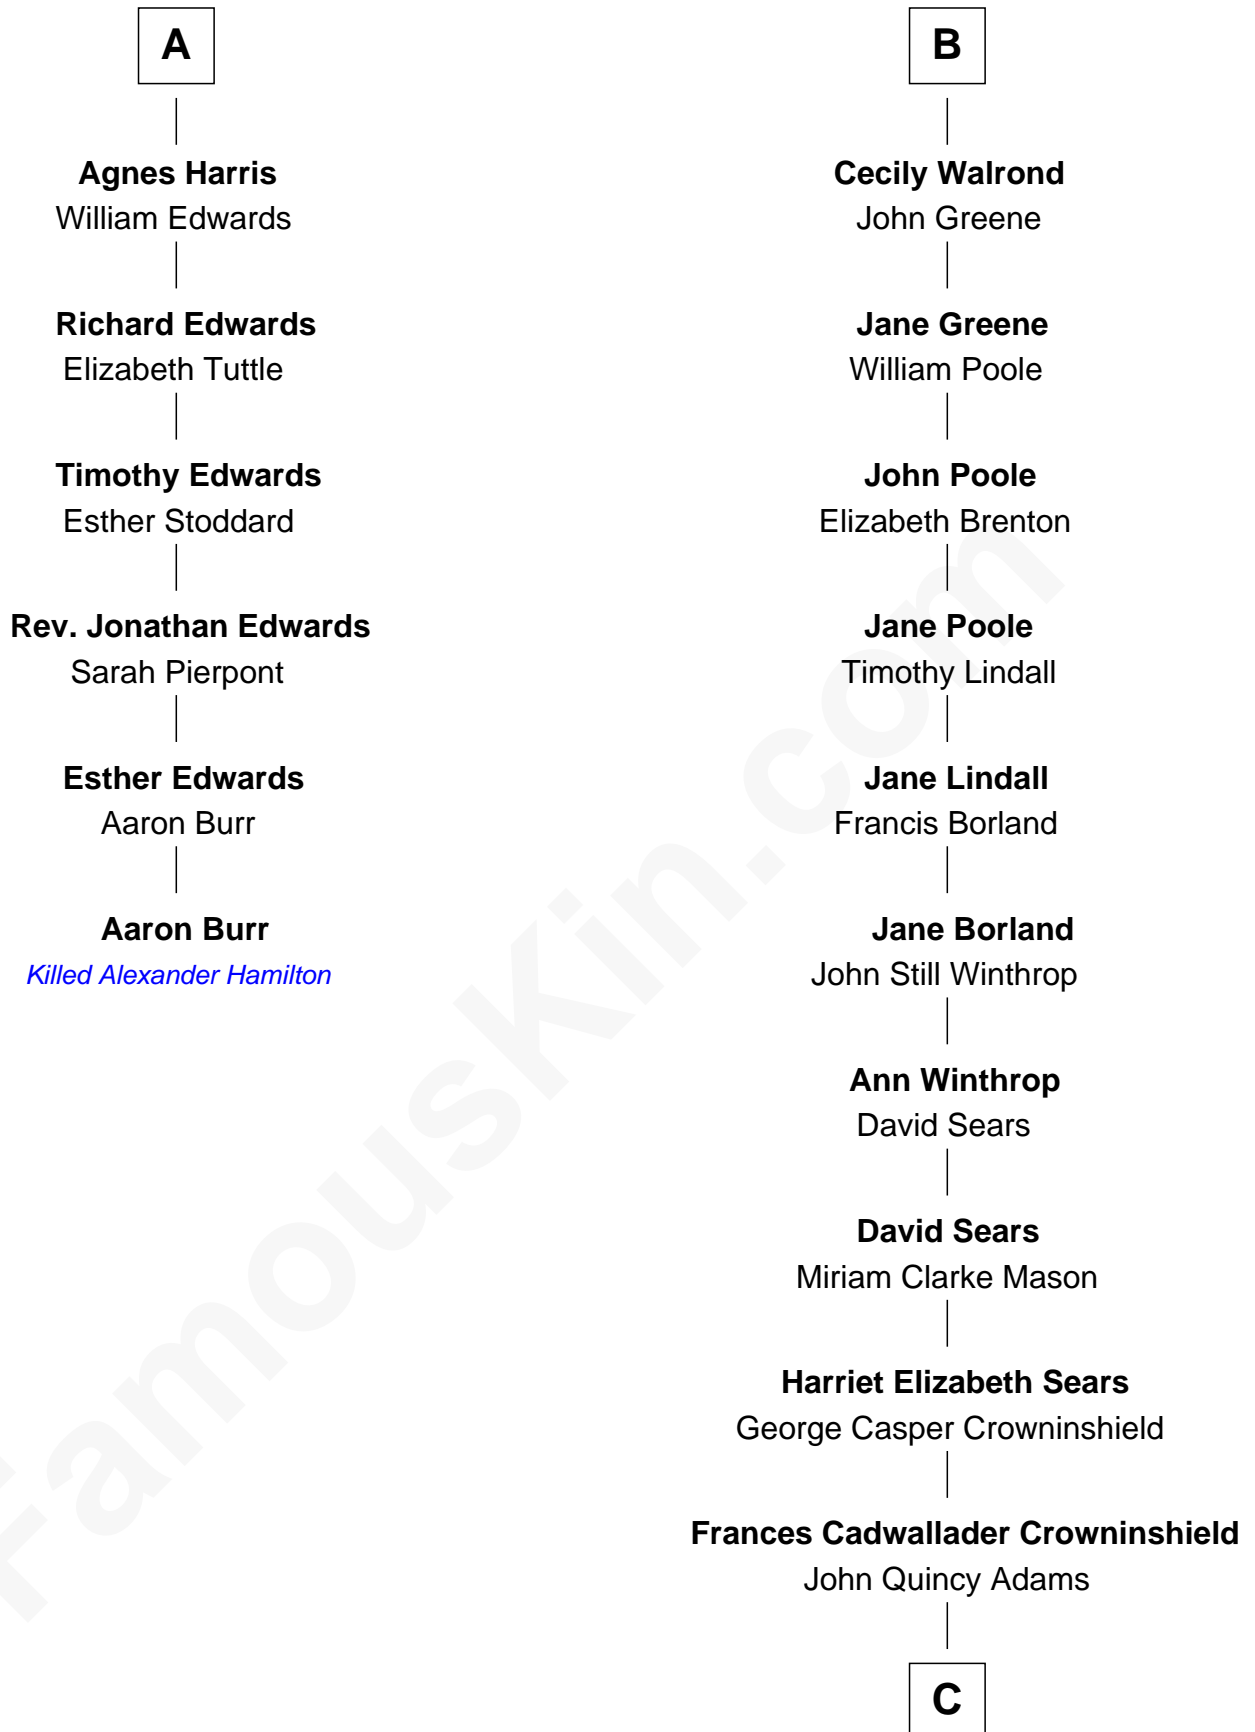 A
Agnes Harris
William Edwards
Richard Edwards
Elizabeth Tuttle
Timothy Edwards
Esther Stoddard
Rev. Jonathan Edwards
Sarah Pierpont
Esther Edwards
Aaron Burr
Aaron Burr
Killed Alexander Hamilton
B
Cecily Walrond
John Greene
Jane Greene
William Poole
John Poole
Elizabeth Brenton
Jane Poole
Timothy Lindall
Jane Lindall
Francis Borland
Jane Borland
John Still Winthrop
Ann Winthrop
David Sears
David Sears
Miriam Clarke Mason
Harriet Elizabeth Sears
George Casper Crowninshield
Frances Cadwallader Crowninshield
John Quincy Adams
C
FamousKin.com